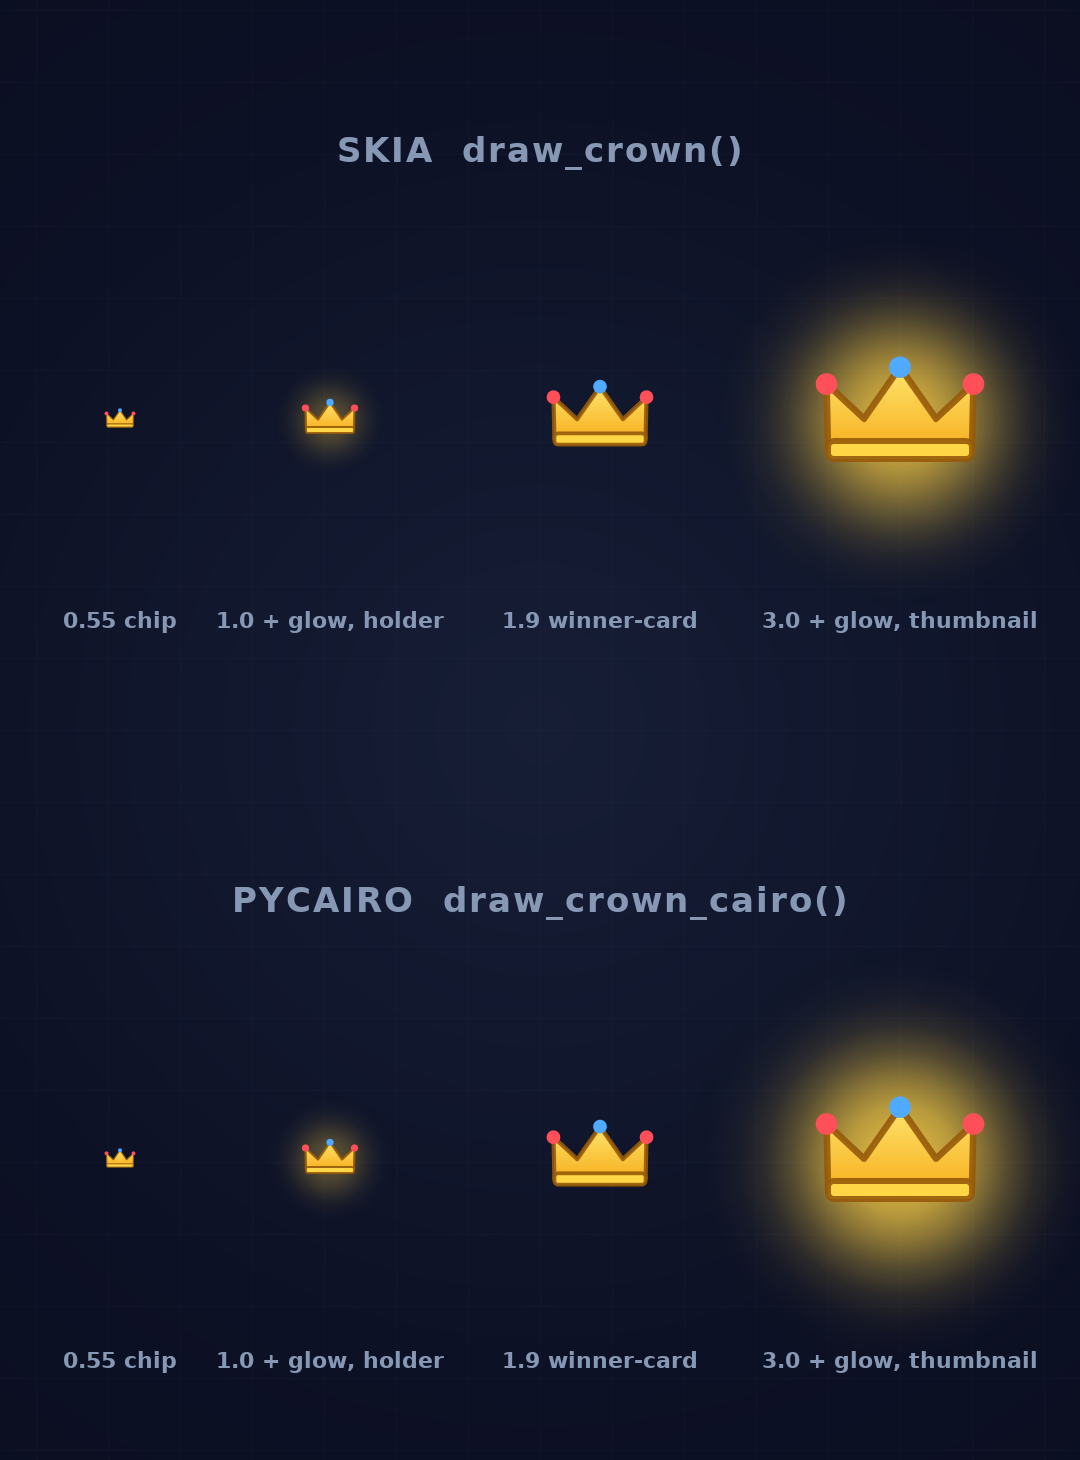 SKIA  draw_crown()
0.55 chip
1.0 + glow, holder
1.9 winner-card
3.0 + glow, thumbnail
PYCAIRO  draw_crown_cairo()
0.55 chip
1.0 + glow, holder
1.9 winner-card
3.0 + glow, thumbnail